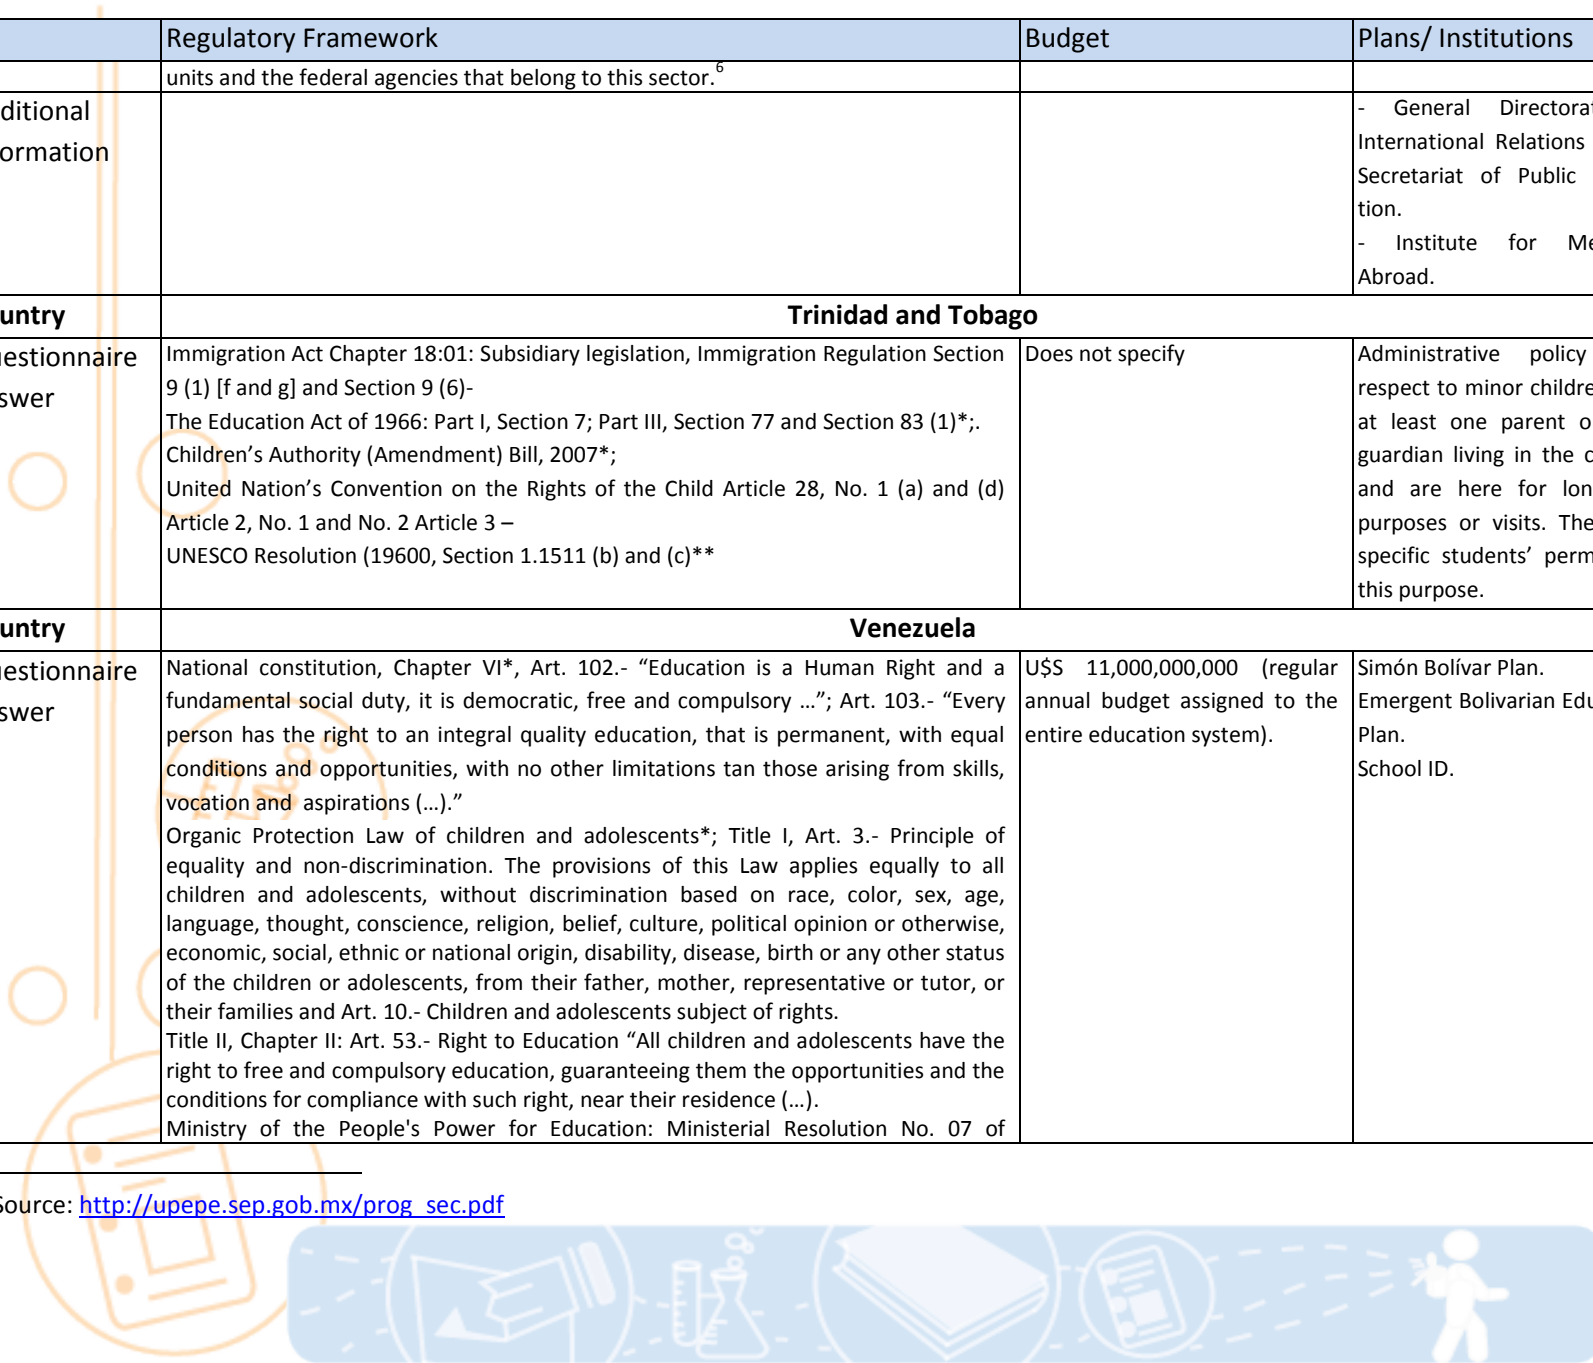 Regulatory Framework
Budget
Plans/ Institutions
units and the federal agencies that belong to this sector.6
ditional
ormation
- General Directorat
International Relations
Secretariat of Public
tion.
- Institute for Me
Abroad.
untry
Trinidad and Tobago
uestionnaire
swer
Immigration Act Chapter 18:01: Subsidiary legislation, Immigration Regulation Section
9 (1) [f and g] and Section 9 (6)-
The Education Act of 1966: Part I, Section 7; Part III, Section 77 and Section 83 (1)*;.
Children’s Authority (Amendment) Bill, 2007*;
United Nation’s Convention on the Rights of the Child Article 28, No. 1 (a) and (d)
Article 2, No. 1 and No. 2 Article 3 –
UNESCO Resolution (19600, Section 1.1511 (b) and (c)**
Does not specify
Administrative policy
respect to minor childre
at least one parent o
guardian living in the c
and are here for lon
purposes or visits. The
specific students’ perm
this purpose.
untry
Venezuela
uestionnaire
swer
National constitution, Chapter VI*, Art. 102.- “Education is a Human Right and a
fundamental social duty, it is democratic, free and compulsory …”; Art. 103.- “Every
person has the right to an integral quality education, that is permanent, with equal
conditions and opportunities, with no other limitations tan those arising from skills,
vocation and aspirations (…).”
Organic Protection Law of children and adolescents*; Title I, Art. 3.- Principle of
equality and non-discrimination. The provisions of this Law applies equally to all
children and adolescents, without discrimination based on race, color, sex, age,
language, thought, conscience, religion, belief, culture, political opinion or otherwise,
economic, social, ethnic or national origin, disability, disease, birth or any other status
of the children or adolescents, from their father, mother, representative or tutor, or
their families and Art. 10.- Children and adolescents subject of rights.
Title II, Chapter II: Art. 53.- Right to Education “All children and adolescents have the
right to free and compulsory education, guaranteeing them the opportunities and the
conditions for compliance with such right, near their residence (…).
Ministry of the People's Power for Education: Ministerial Resolution No. 07 of
U$S 11,000,000,000 (regular
annual budget assigned to the
entire education system).
Simón Bolívar Plan.
Emergent Bolivarian Edu
Plan.
School ID.
Source: http://upepe.sep.gob.mx/prog_sec.pdf